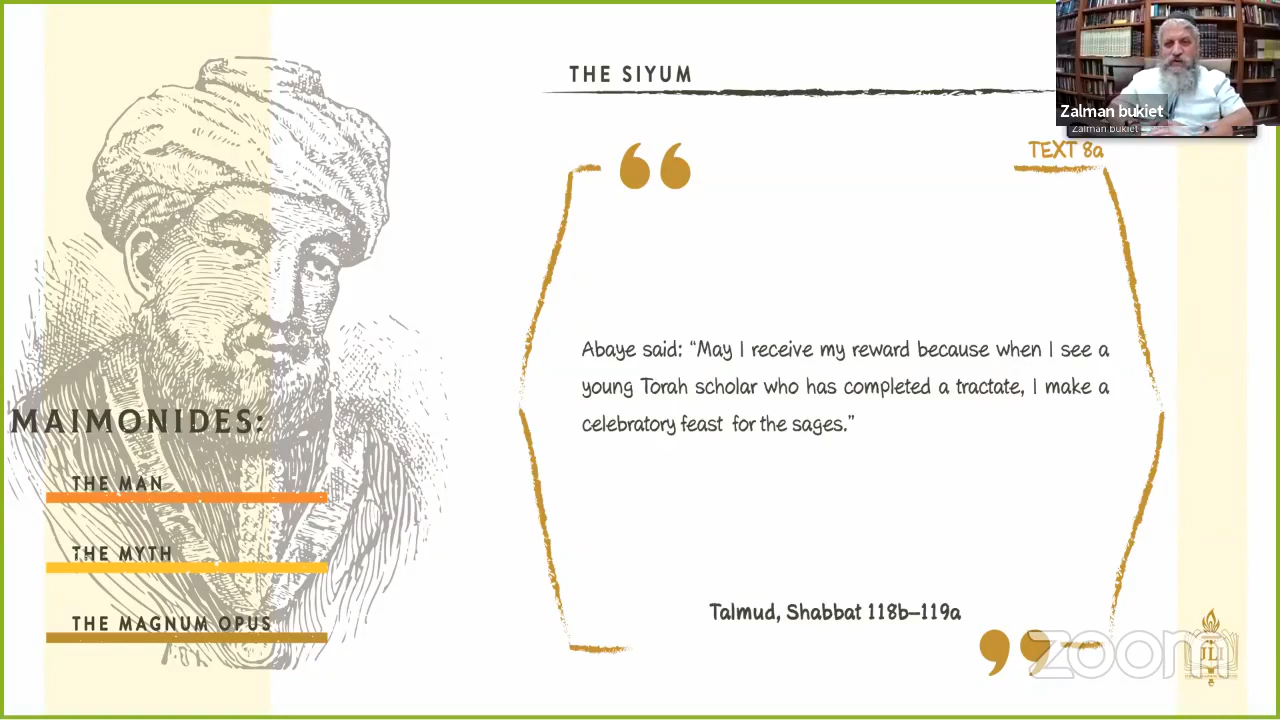 THE SIYUM
Zalman bukiet
Zalman bukiet
TEXT 8a
“
Abaye said: “May I receive my reward because when I see a
young Torah scholar who has completed a tractate, I make a
celebratory feast for the sages.”
Talmud, Shabbat 118b–119a
”
MAIMONIDES:
THE MAN
THE MYTH
THE MAGNUM OPUS
zoom
JLI